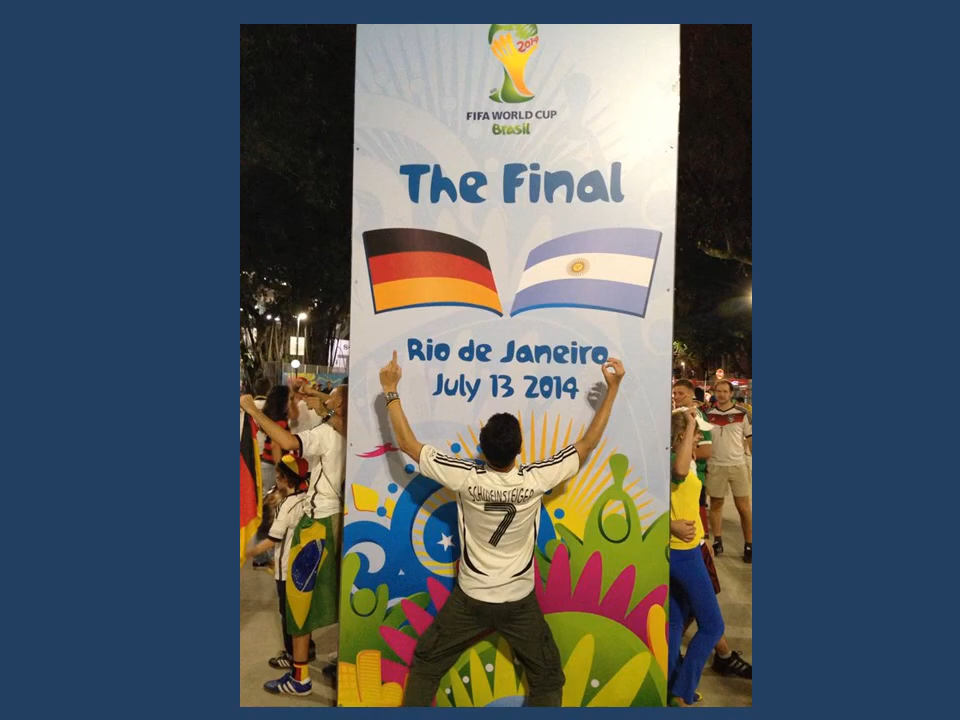 2014
FIFA WORLD CUP
Brasil
The Final
Rio de Janeiro
July 13 2014
SCHWEINSTEIGER
7